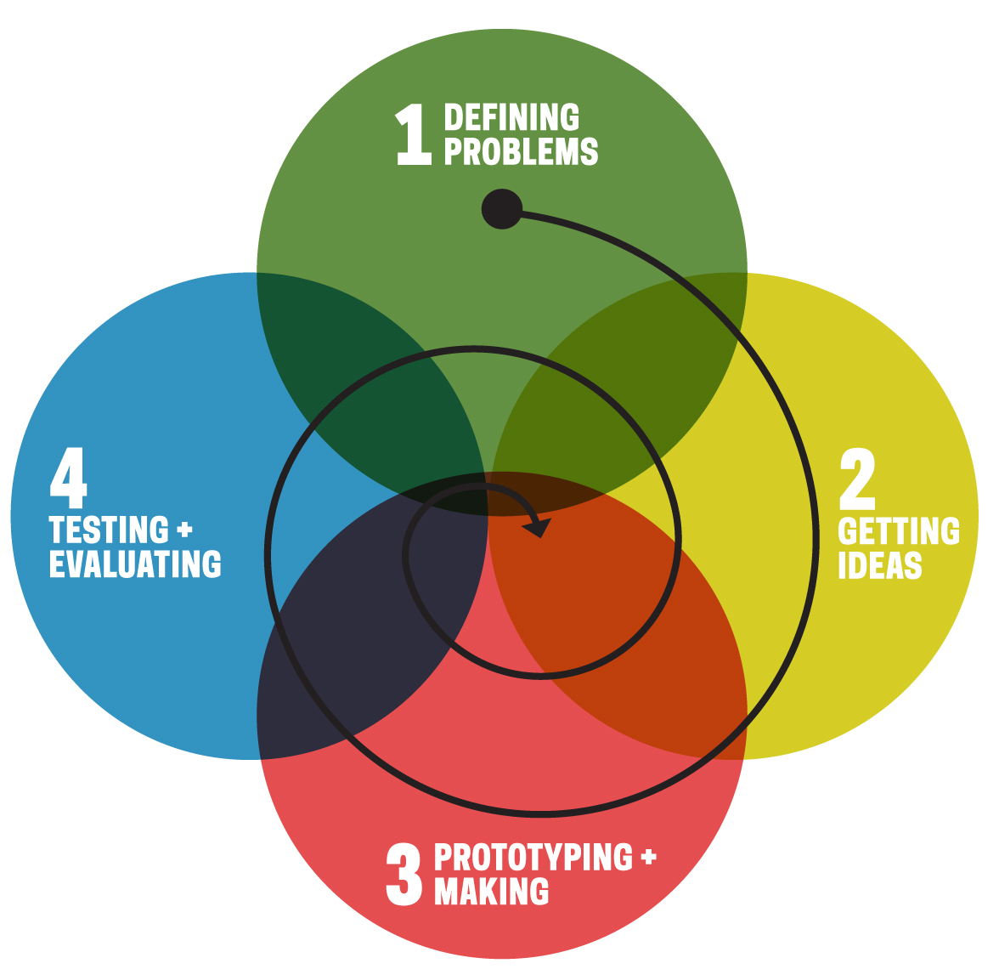 1 DEFINING
PROBLEMS
2
GETTING
IDEAS
3 PROTOTYPING +
MAKING
4
TESTING +
EVALUATING